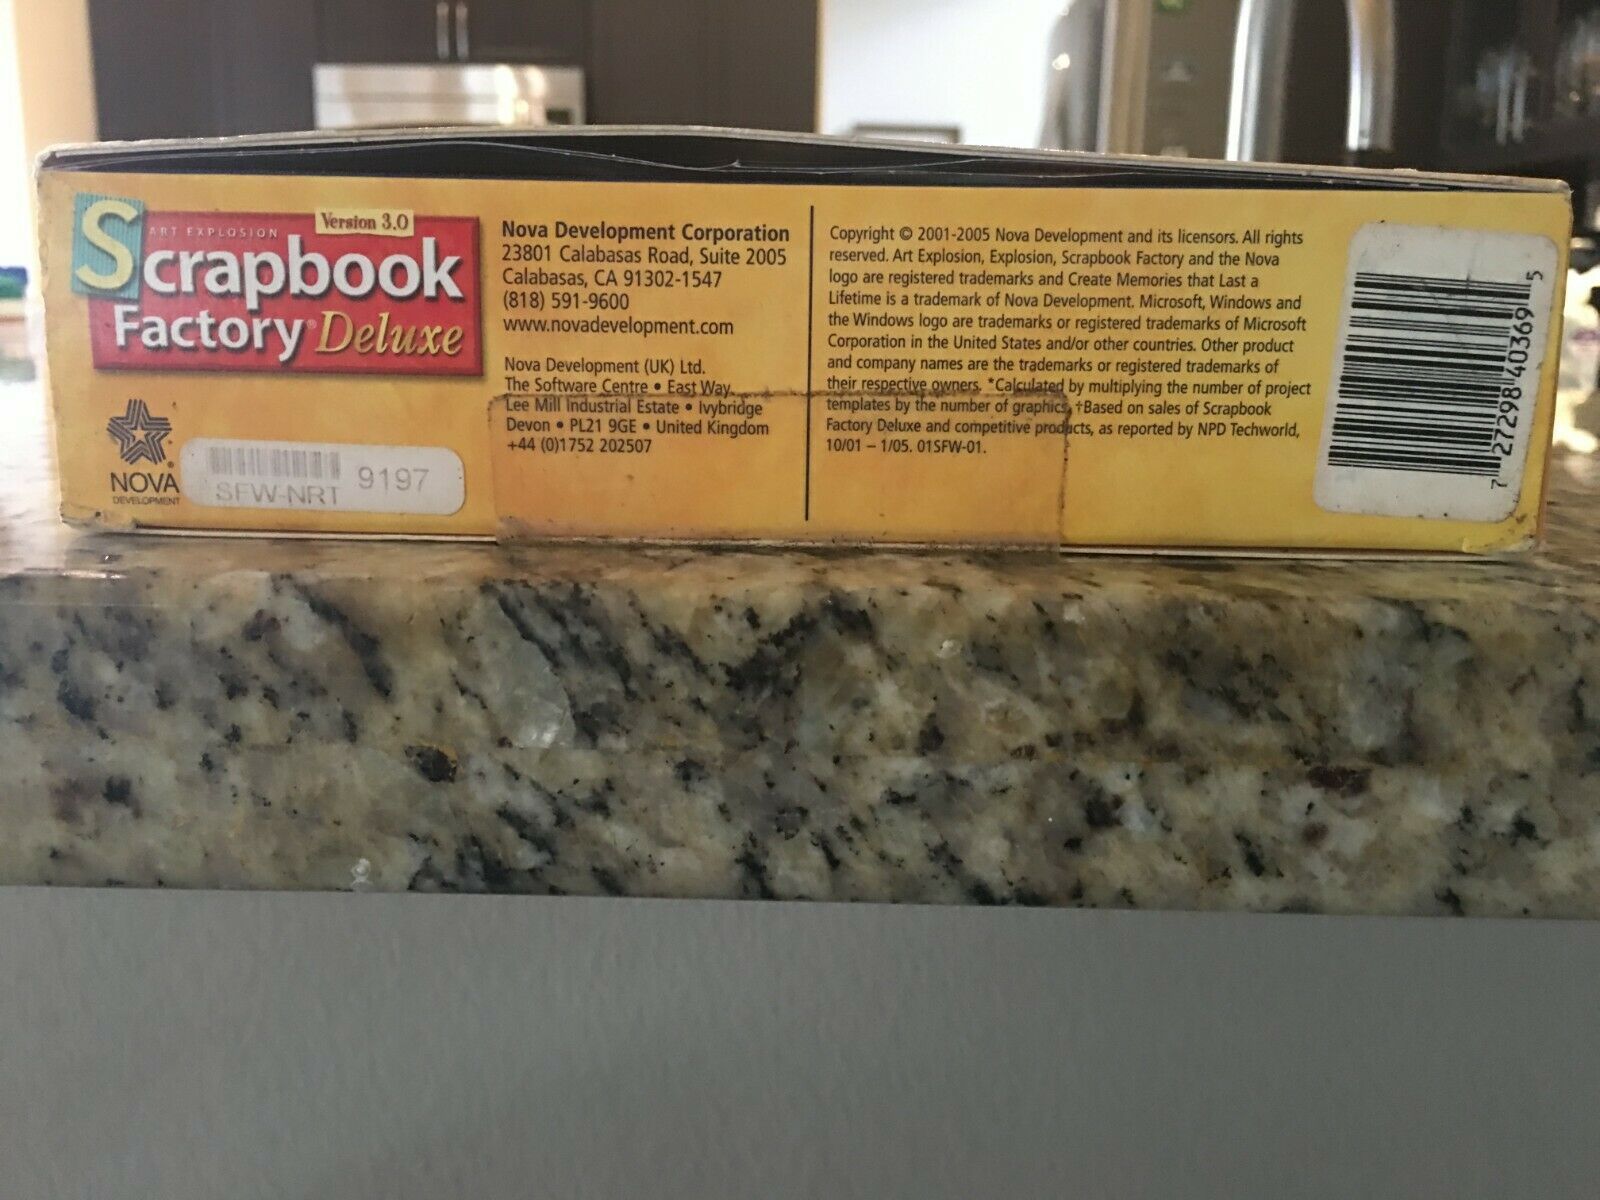 Version 3.0
ART EXPLOSION
Scrapbook
Factory® Deluxe
NOVA
DEVELOPMENT
SFW-NRT 9197
Nova Development Corporation
23801 Calabasas Road, Suite 2005
Calabasas, CA 91302-1547
(818) 591-9600
www.novadevelopment.com
Nova Development (UK) Ltd.
The Software Centre • East Way
Lee Mill Industrial Estate • Ivybridge
Devon • PL21 9GE • United Kingdom
+44 (0)1752 202507
Copyright © 2001-2005 Nova Development and its licensors. All rights
reserved. Art Explosion, Explosion, Scrapbook Factory and the Nova
logo are registered trademarks and Create Memories that Last a
Lifetime is a trademark of Nova Development. Microsoft, Windows and
the Windows logo are trademarks or registered trademarks of Microsoft
Corporation in the United States and/or other countries. Other product
and company names are the trademarks or registered trademarks of
their respective owners. *Calculated by multiplying the number of project
templates by the number of graphics. †Based on sales of Scrapbook
Factory Deluxe and competitive products, as reported by NPD Techworld,
10/01 – 1/05. 01SFW-01.
7 27298 40369 5